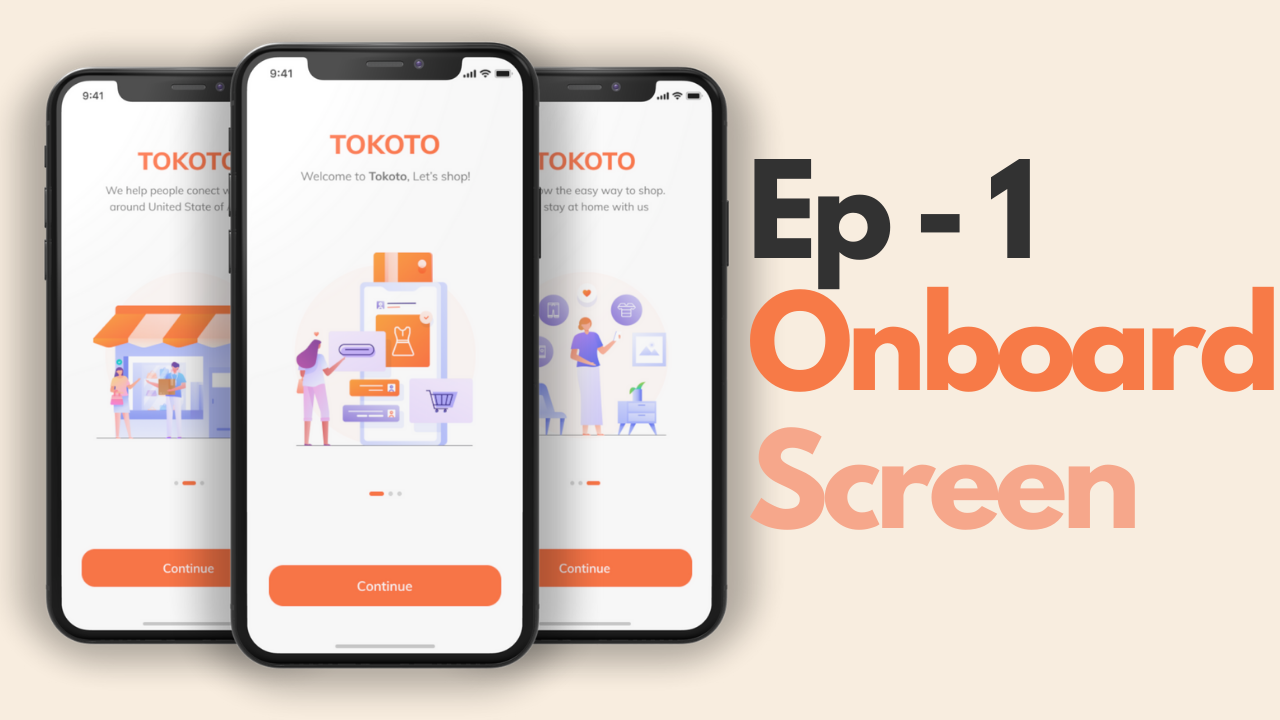 9:41
TOKOTO
We help people conect
around United State of
9:41
TOKOTO
Welcome to Tokoto, Let's shop!
Continue
Continue
TOKOTO
the easy way to shop.
stay at home with us
Continue
Ep - 1
Onboard
Screen